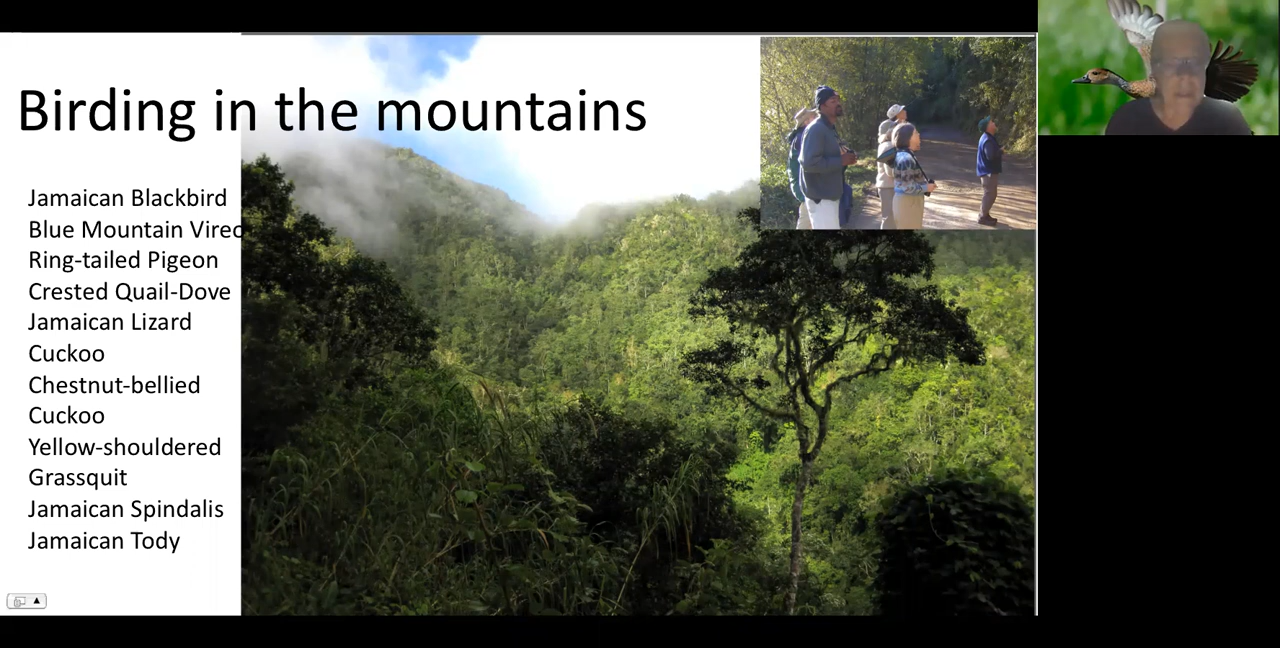 Birding in the mountains
Jamaican Blackbird
Blue Mountain Vireo
Ring-tailed Pigeon
Crested Quail-Dove
Jamaican Lizard
Cuckoo
Chestnut-bellied
Cuckoo
Yellow-shouldered
Grassquit
Jamaican Spindalis
Jamaican Tody